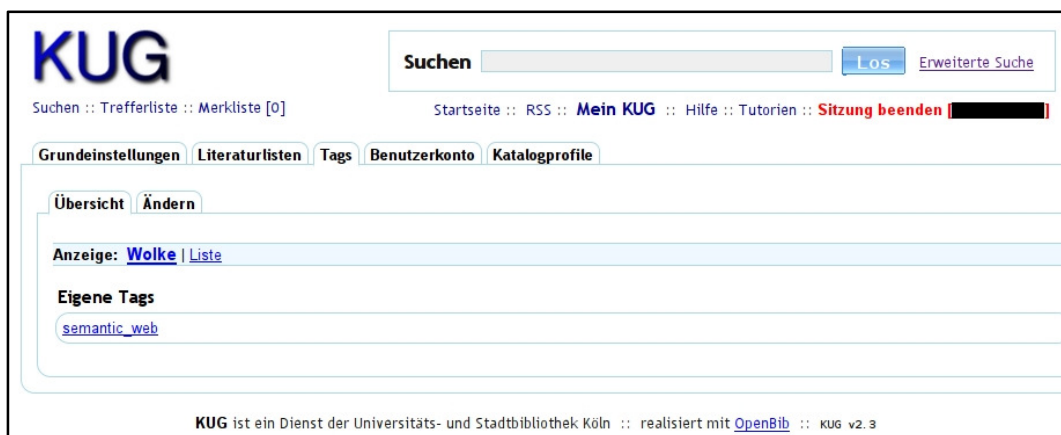 KUG
Suchen Los Erweiterte Suche
Suchen :: Trefferliste :: Merkliste [0]
Startseite :: RSS :: Mein KUG :: Hilfe :: Tutorien :: Sitzung beenden [ ]
Grundeinstellungen Literaturlisten Tags Benutzerkonto Katalogprofile
Übersicht Ändern
Anzeige: Wolke | Liste
Eigene Tags
semantic_web
KUG ist ein Dienst der Universitäts- und Stadtbibliothek Köln :: realisiert mit OpenBib :: KUG v2.3